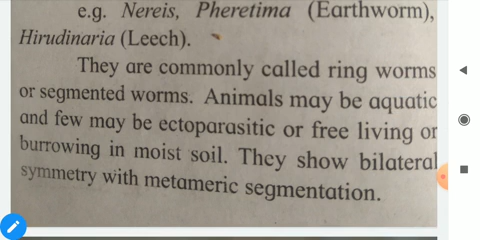 e.g. Nereis, Pheretima (Earthworm),
Hirudinaria (Leech).
They are commonly called ring worms
or segmented worms. Animals may be aquatic
and few may be ectoparasitic or free living or
burrowing in moist soil. They show bilateral
symmetry with metameric segmentation.